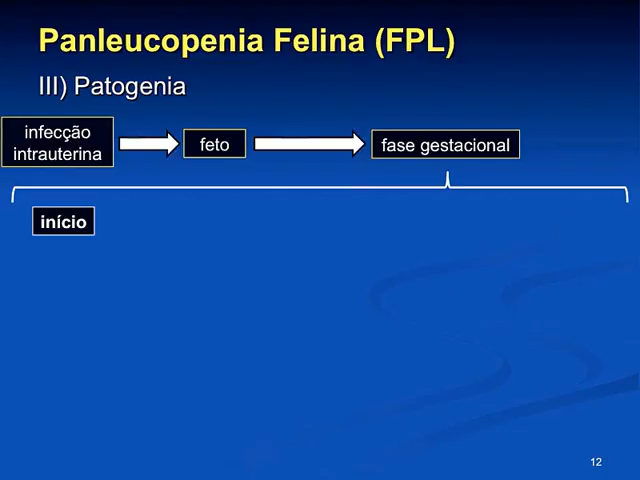 Panleucopenia Felina (FPL)
III) Patogenia
infecção
intrauterina
feto
fase gestacional
início
12